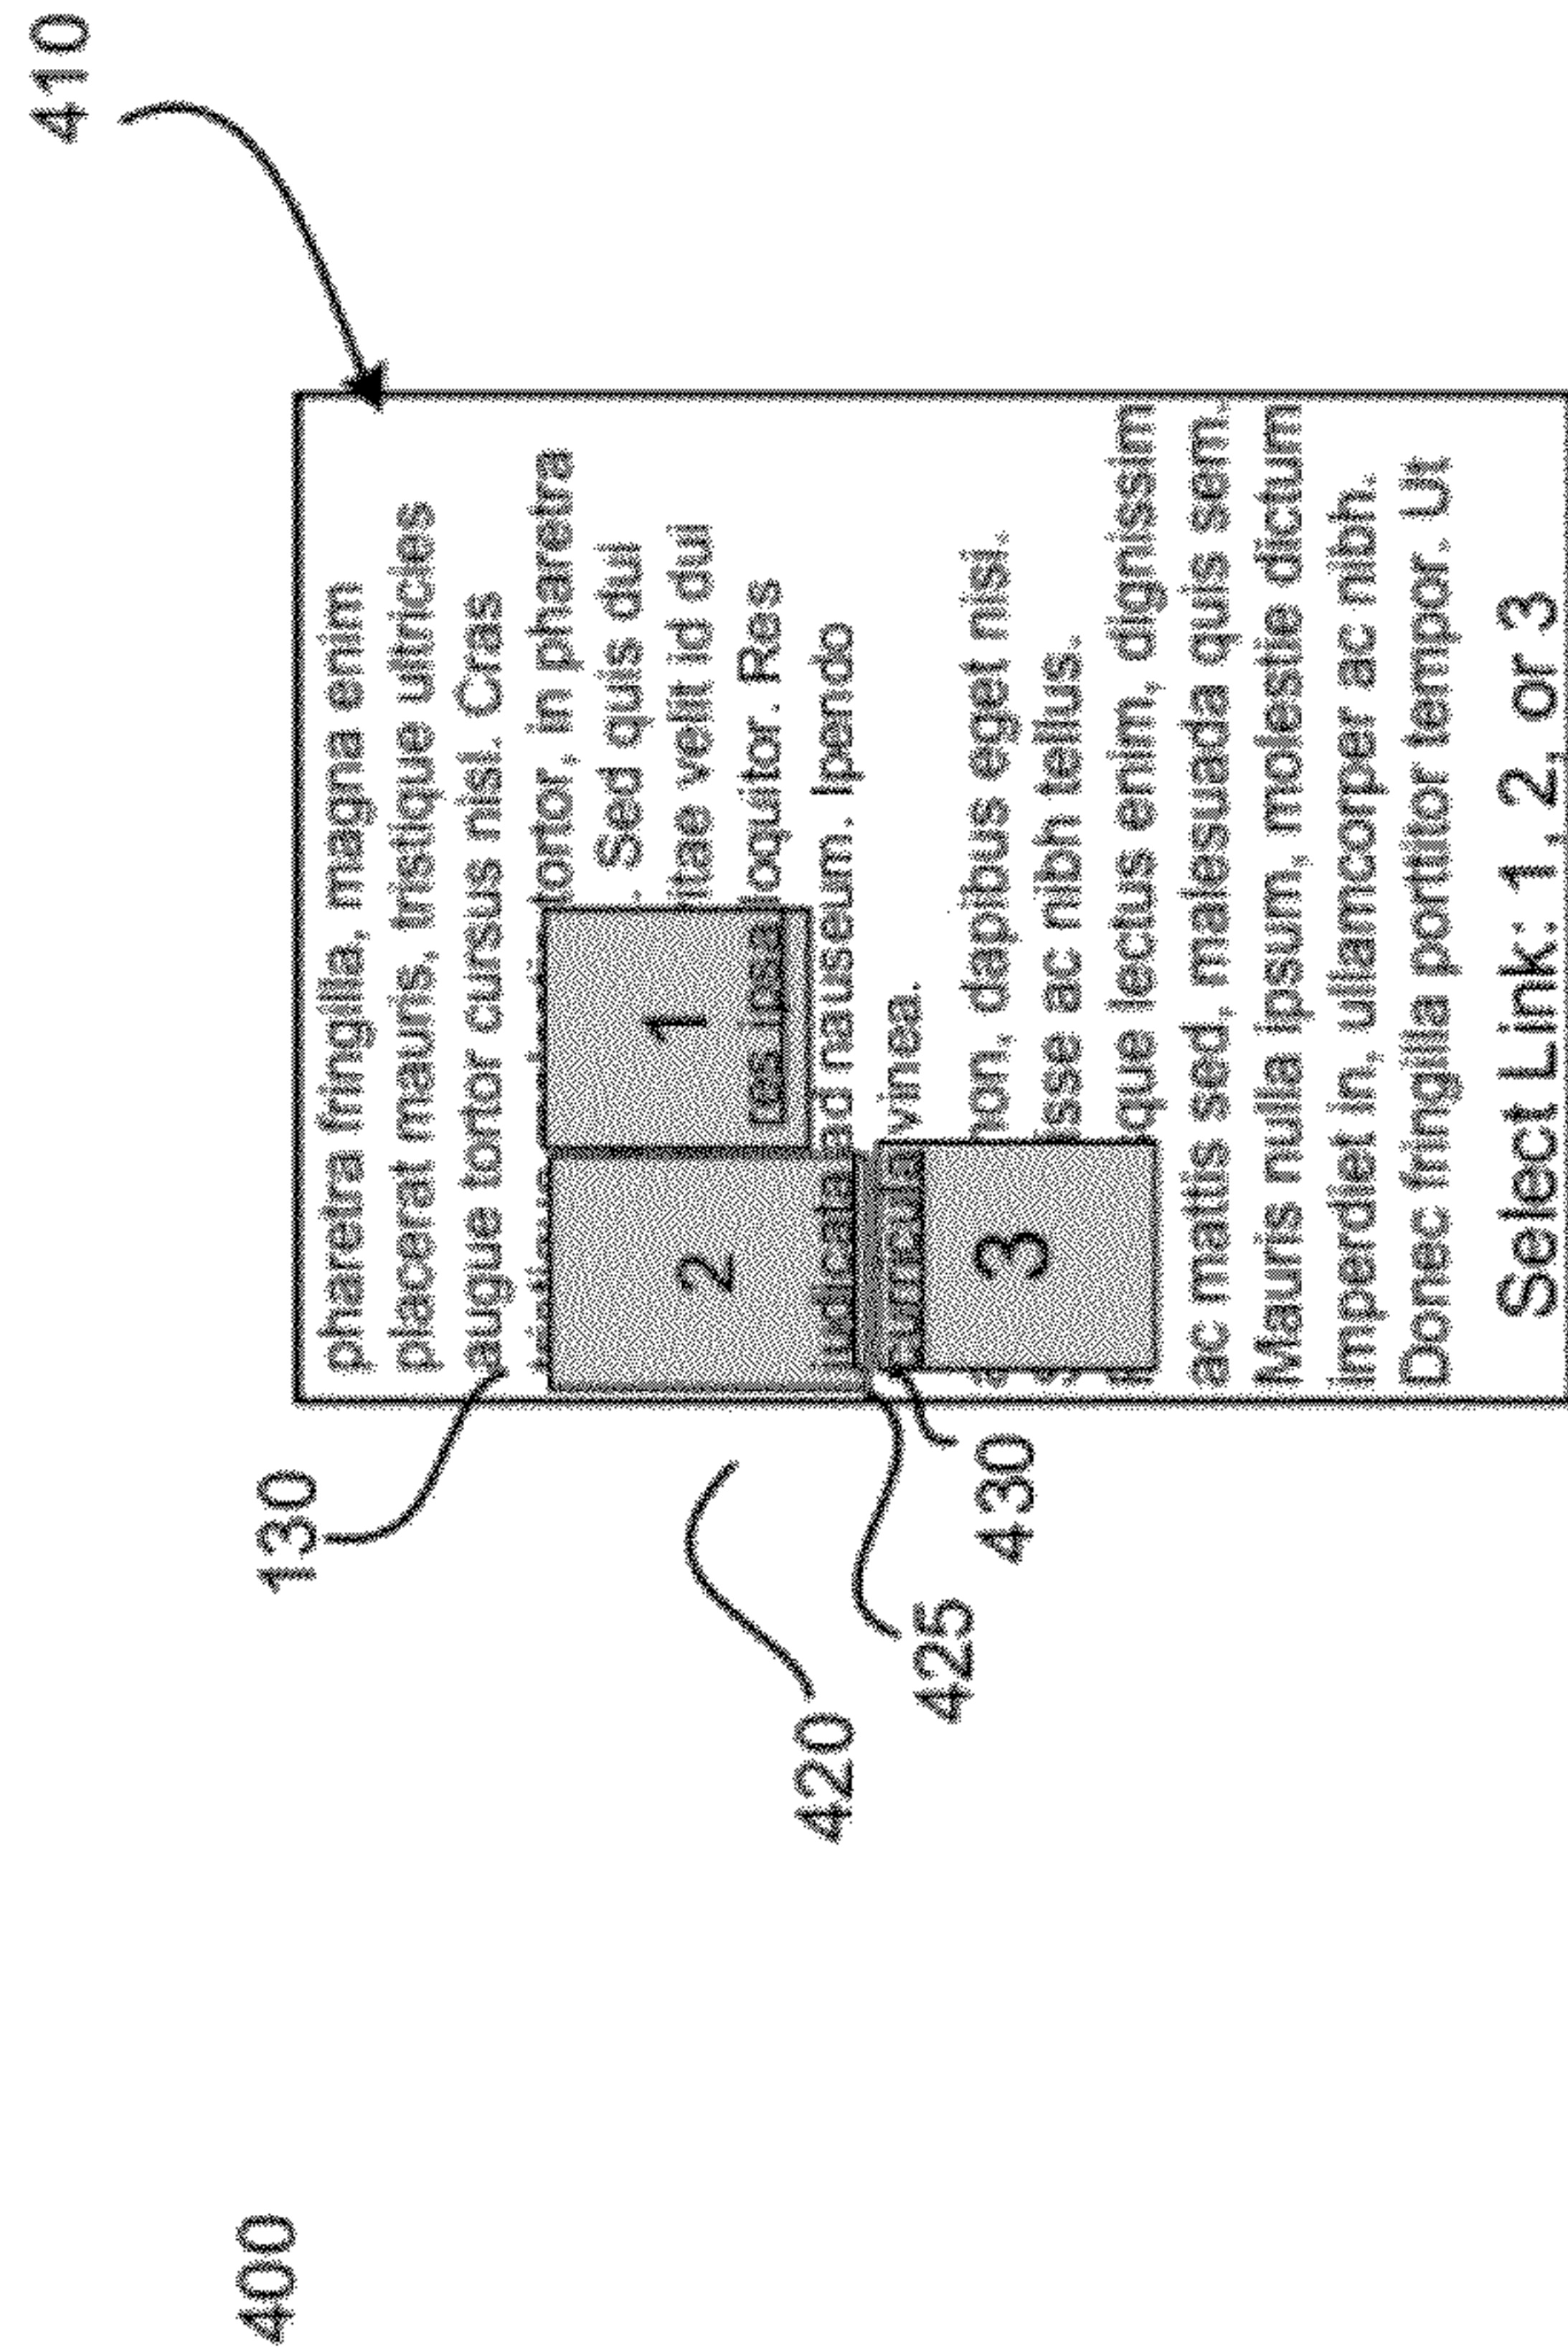 400
410
130
420
425
430
pharetra fringilla, magna enim
placerat mauris, tristique ultricies
augue tortor cursus nisl. Cras
tortor, in pharetra
1
. Sed quis dui
2
itae velit id dui
res ipsa loquitor. Res
iudicata ad nauseum. Ipendo
vinea.
3
non, dapibus eget nisl.
isse ac nibh tellus.
que lectus enim, dignissim
ac mattis sed, malesuada quis sem.
Mauris nulla ipsum, molestie dictum
imperdiet in, ullamcorper ac nibh.
Donec fringilla porttitor tempor. Ut
Select Link: 1, 2, or 3